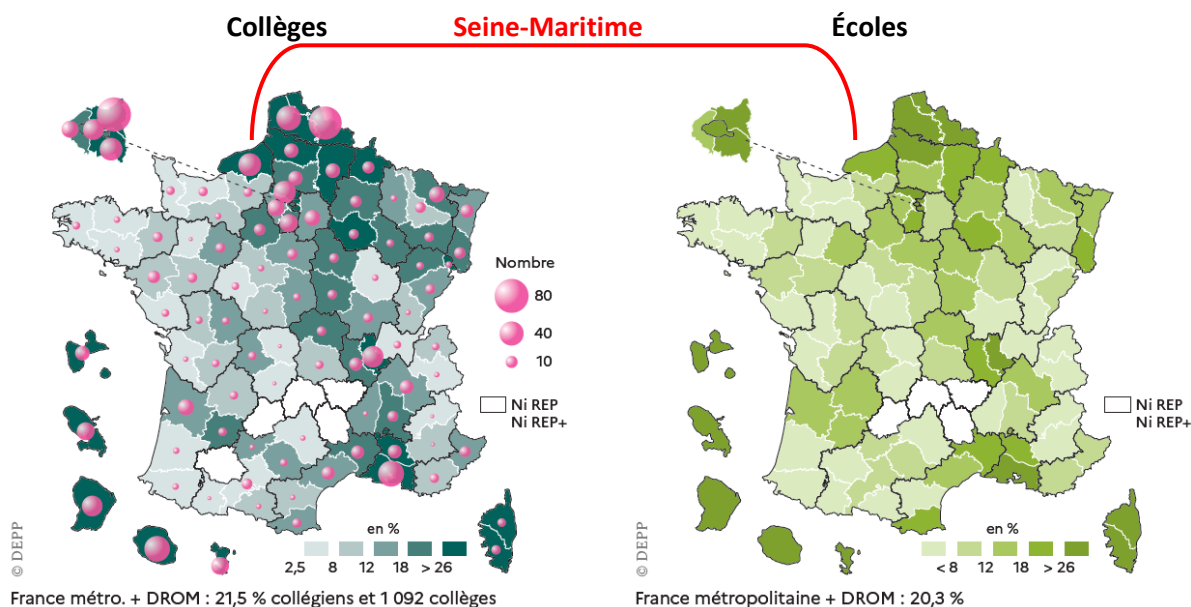 Collèges
Seine-Maritime
Écoles
Nombre
80
40
10
Ni REP
Ni REP+
en %
2,5 8 12 18 > 26
© DEPP
France métro. + DROM : 21,5 % collégiens et 1 092 collèges
Ni REP
Ni REP+
en %
< 8 12 18 > 26
© DEPP
France métropolitaine + DROM : 20,3 %